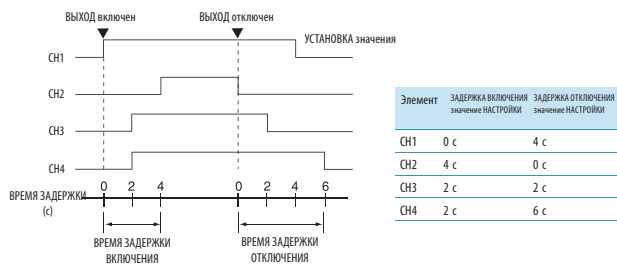 ВЫХОД включен
ВЫХОД отключен
УСТАНОВКА значения
CH1
CH2
CH3
CH4
0 2 4 0 2 4 6
ВРЕМЯ ЗАДЕРЖКИ
(с)
ВРЕМЯ ЗАДЕРЖКИ
ВКЛЮЧЕНИЯ
ВРЕМЯ ЗАДЕРЖКИ
ОТКЛЮЧЕНИЯ
Элемент ЗАДЕРЖКА ВКЛЮЧЕНИЯ значение НАСТРОЙКИ ЗАДЕРЖКА ОТКЛЮЧЕНИЯ значение НАСТРОЙКИ
CH1 0 с 4 с
CH2 4 с 0 с
CH3 2 с 2 с
CH4 2 с 6 с